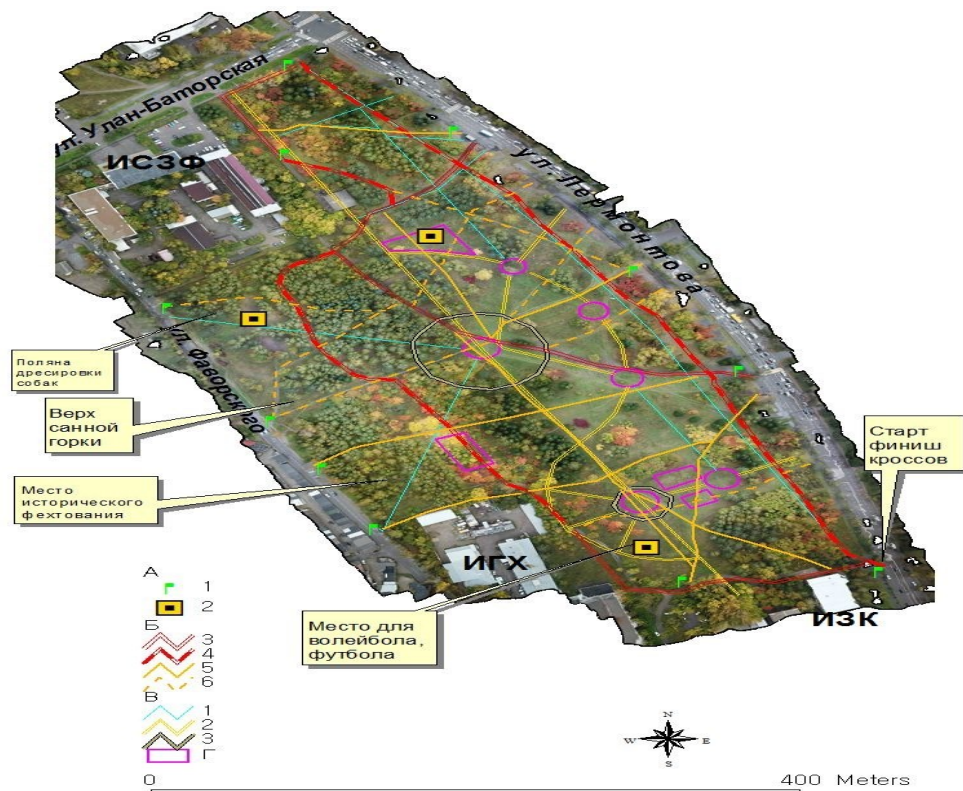 ул. Улан-Баторская
ИСЗФ
ул. Лермонтова
ул. Фаворского
Поляна
дресировки
собак
Верх
санной
горки
Место
исторического
фехтования
Старт
финиш
кроссов
ИГХ
Место для
волейбола,
футбола
ИЗК
А
1
2
Б
3
4
5
6
В
1
2
3
Г
N
W E
S
0 400 Meters